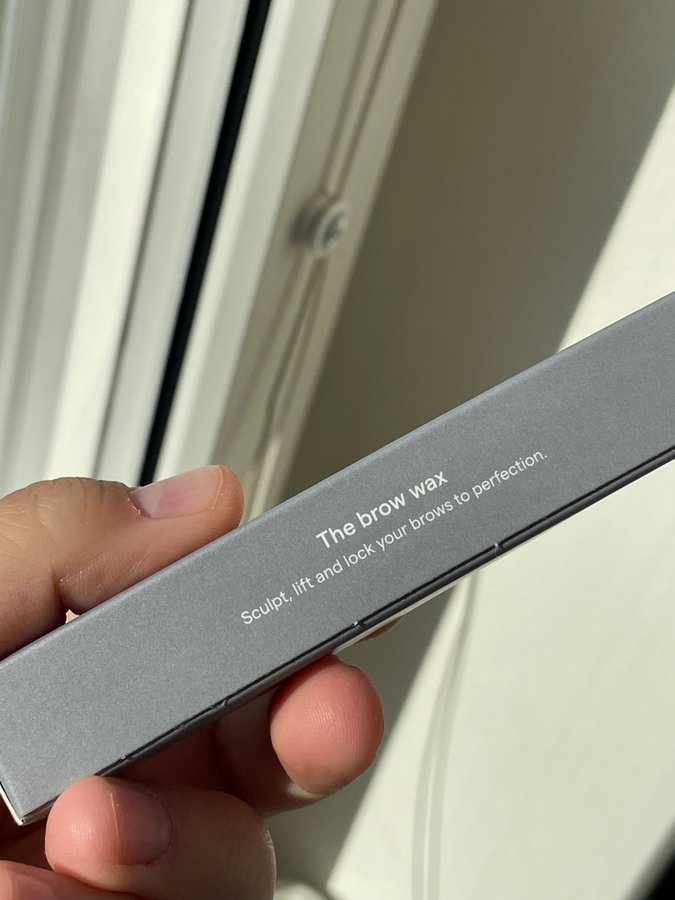 The brow wax
Sculpt, lift and lock your brows to perfection.